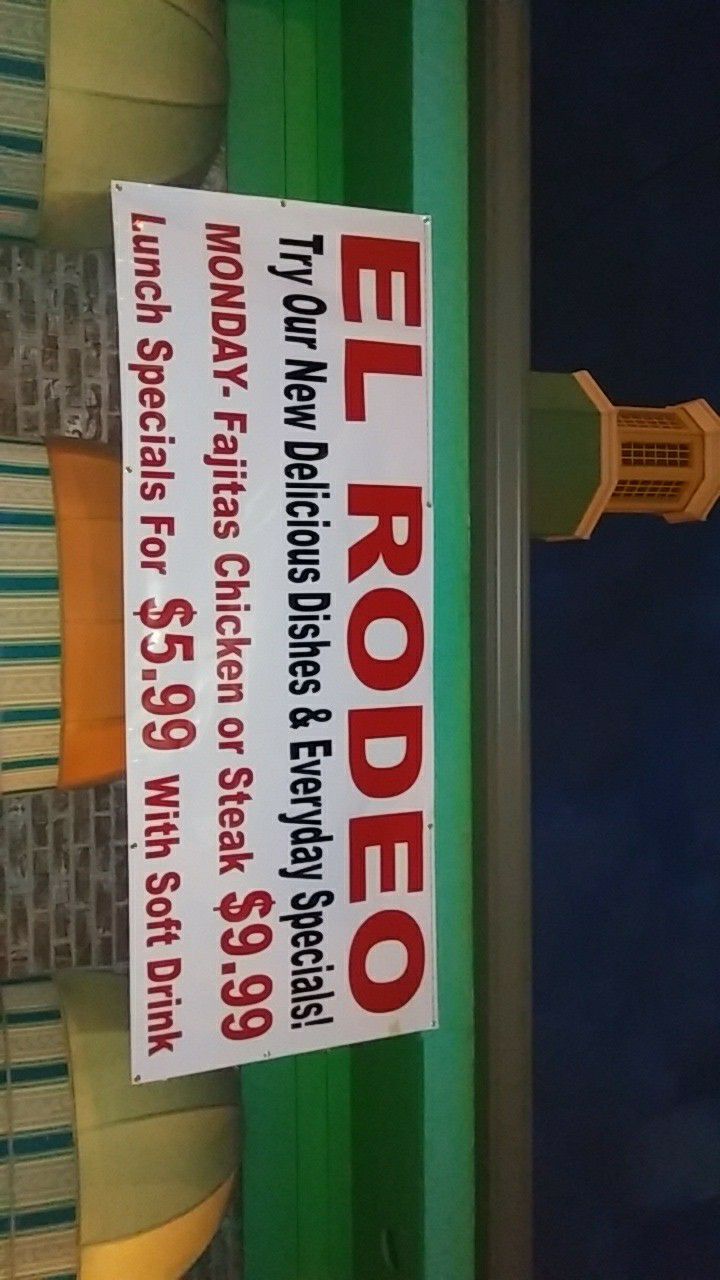 EL RODEO
Try Our New Delicious Dishes & Everyday Specials!
MONDAY- Fajitas Chicken or Steak $9.99
Lunch Specials For $5.99 With Soft Drink